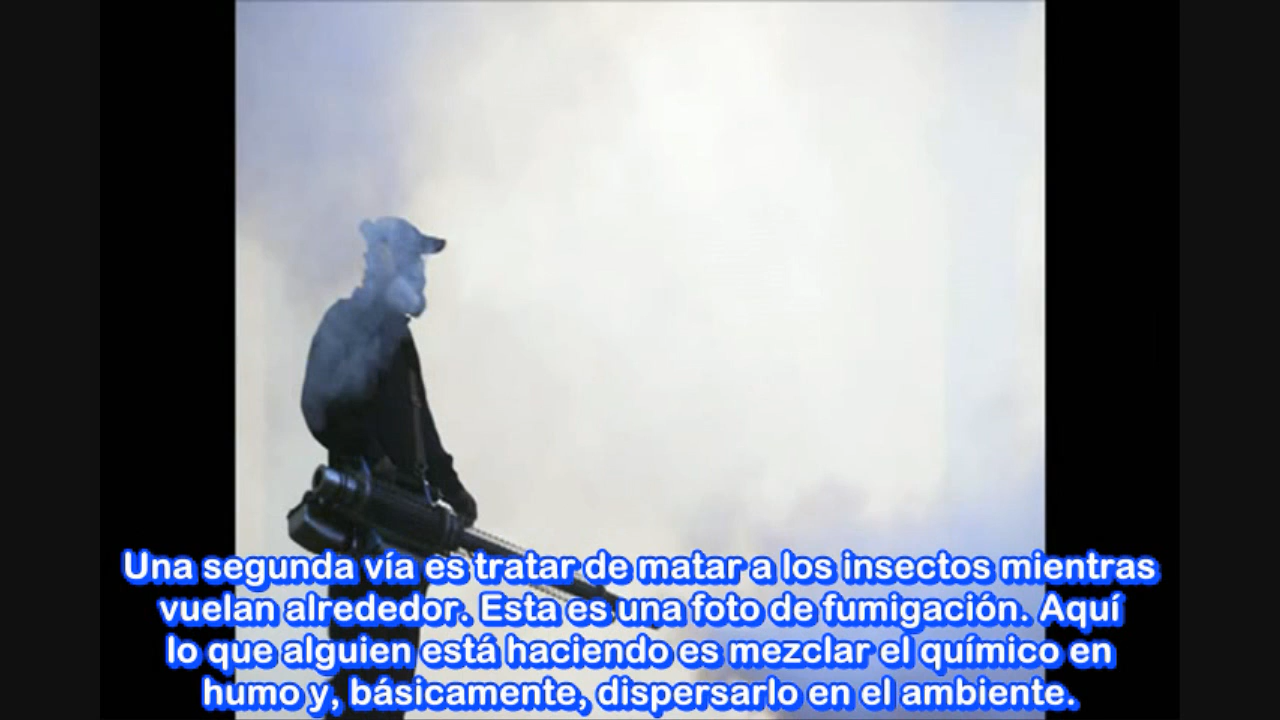 Una segunda vía es tratar de matar a los insectos mientras
vuelan alrededor. Esta es una foto de fumigación. Aquí
lo que alguien está haciendo es mezclar el químico en
humo y, básicamente, dispersarlo en el ambiente.